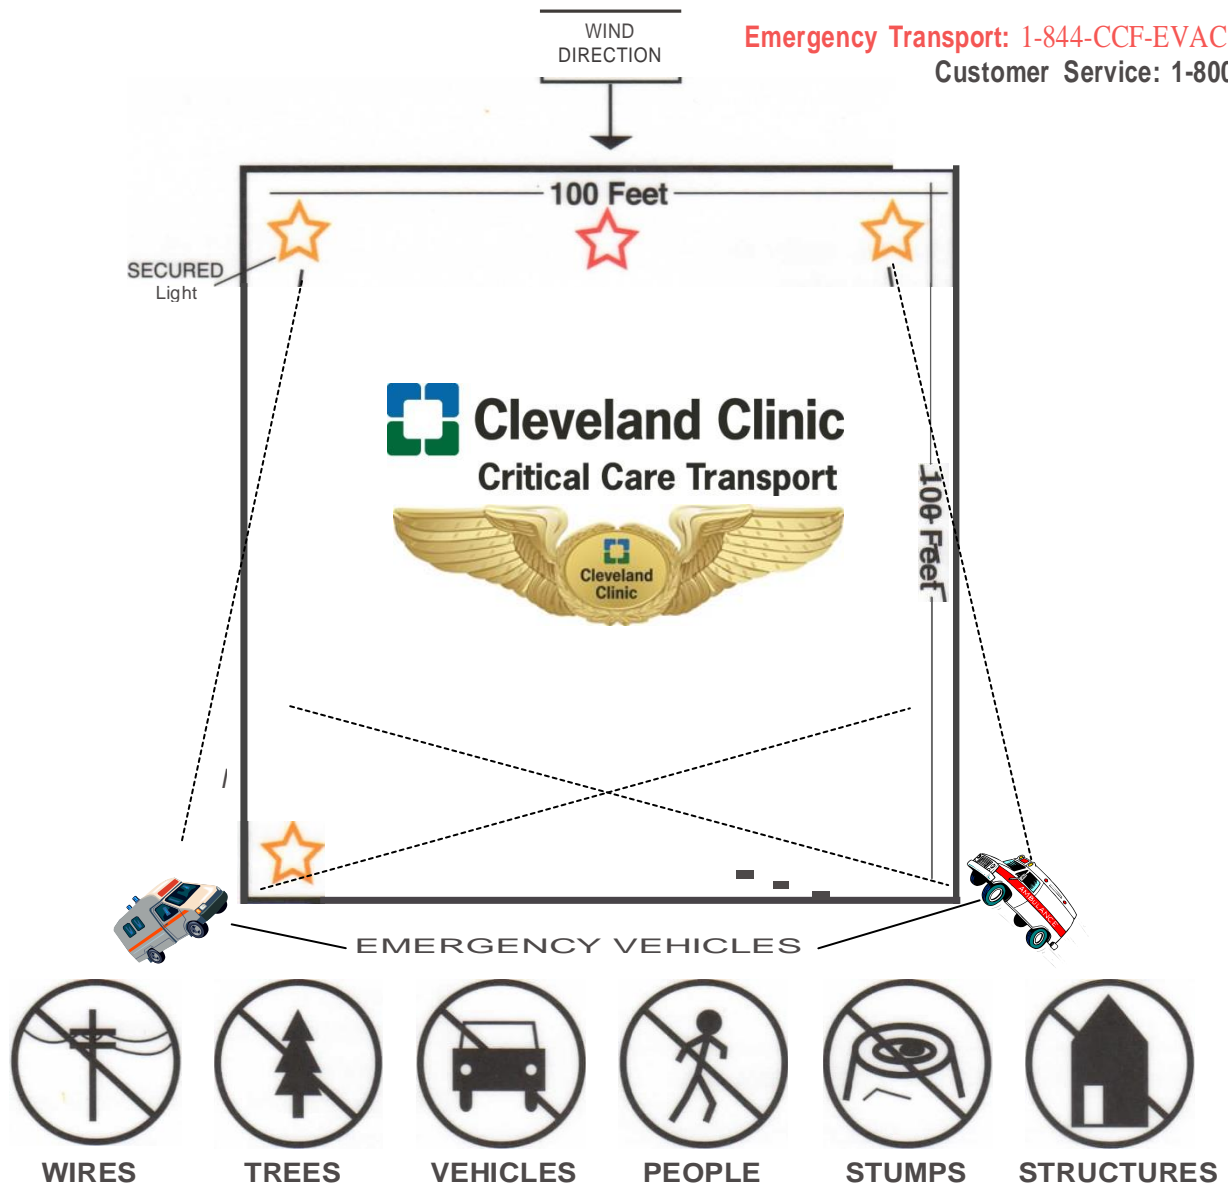 WIND
DIRECTION
Emergency Transport: 1-844-CCF-EVAC
Customer Service: 1-800
100 Feet
SECURED
Light
Cleveland Clinic
Critical Care Transport
100 Feet
Cleveland
Clinic
AMBULANCE
EMERGENCY VEHICLES
WIRES TREES VEHICLES PEOPLE STUMPS STRUCTURES